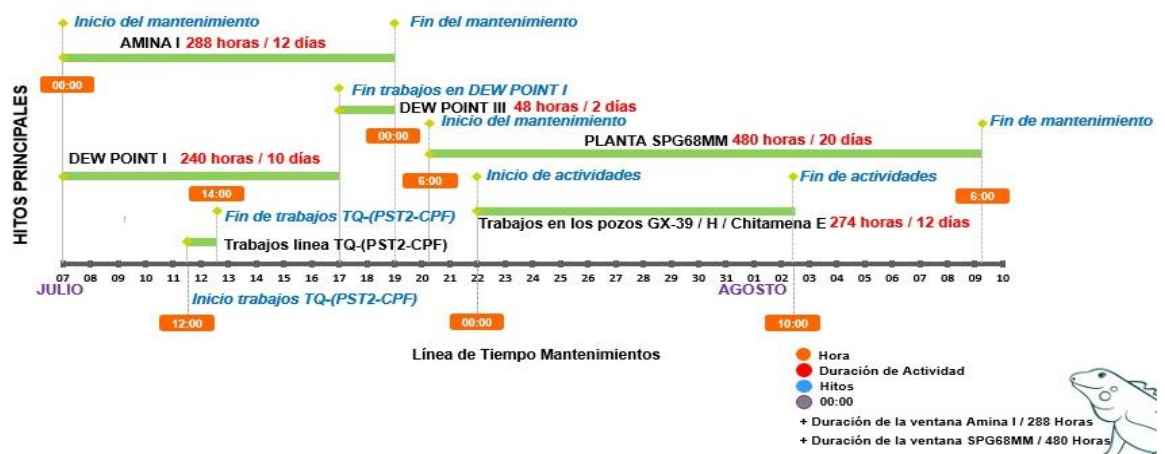 HITOS PRINCIPALES
Inicio del mantenimiento
Fin del mantenimiento
AMINA I 288 horas / 12 días
00:00
Fin trabajos en DEW POINT I
DEW POINT III 48 horas / 2 días
Inicio del mantenimiento
Fin de mantenimiento
00:00
PLANTA SPG68MM 480 horas / 20 días
DEW POINT I 240 horas / 10 días
6:00
Inicio de actividades
Fin de actividades
14:00
6:00
Fin de trabajos TQ-(PST2-CPF)
Trabajos en los pozos GX-39 / H / Chitamena E 274 horas / 12 días
Trabajos linea TQ-(PST2-CPF)
07 08 09 10 11 12 13 14 15 16 17 18 19 20 21 22 23 24 25 26 27 28 29 30 31 01 02 03 04 05 06 07 08 09 10
JULIO
AGOSTO
Inicio trabajos TQ-(PST2-CPF)
12:00
00:00
10:00
Línea de Tiempo Mantenimientos
Hora
Duración de Actividad
Hitos
00:00
+ Duración de la ventana Amina I / 288 Horas
+ Duración de la ventana SPG68MM / 480 Horas